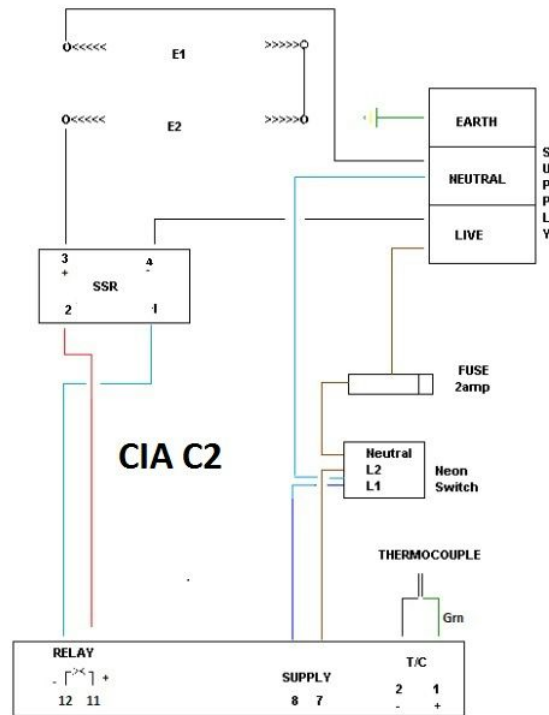 E1
E2
EARTH
NEUTRAL
LIVE
SUPPLY
3 4
+ -
SSR
2 1
FUSE
2amp
CIA C2
Neutral
L2
L1
Neon
Switch
THERMOCOUPLE
Grn
RELAY
- +
12 11
SUPPLY
8 7
T/C
2 1
- +